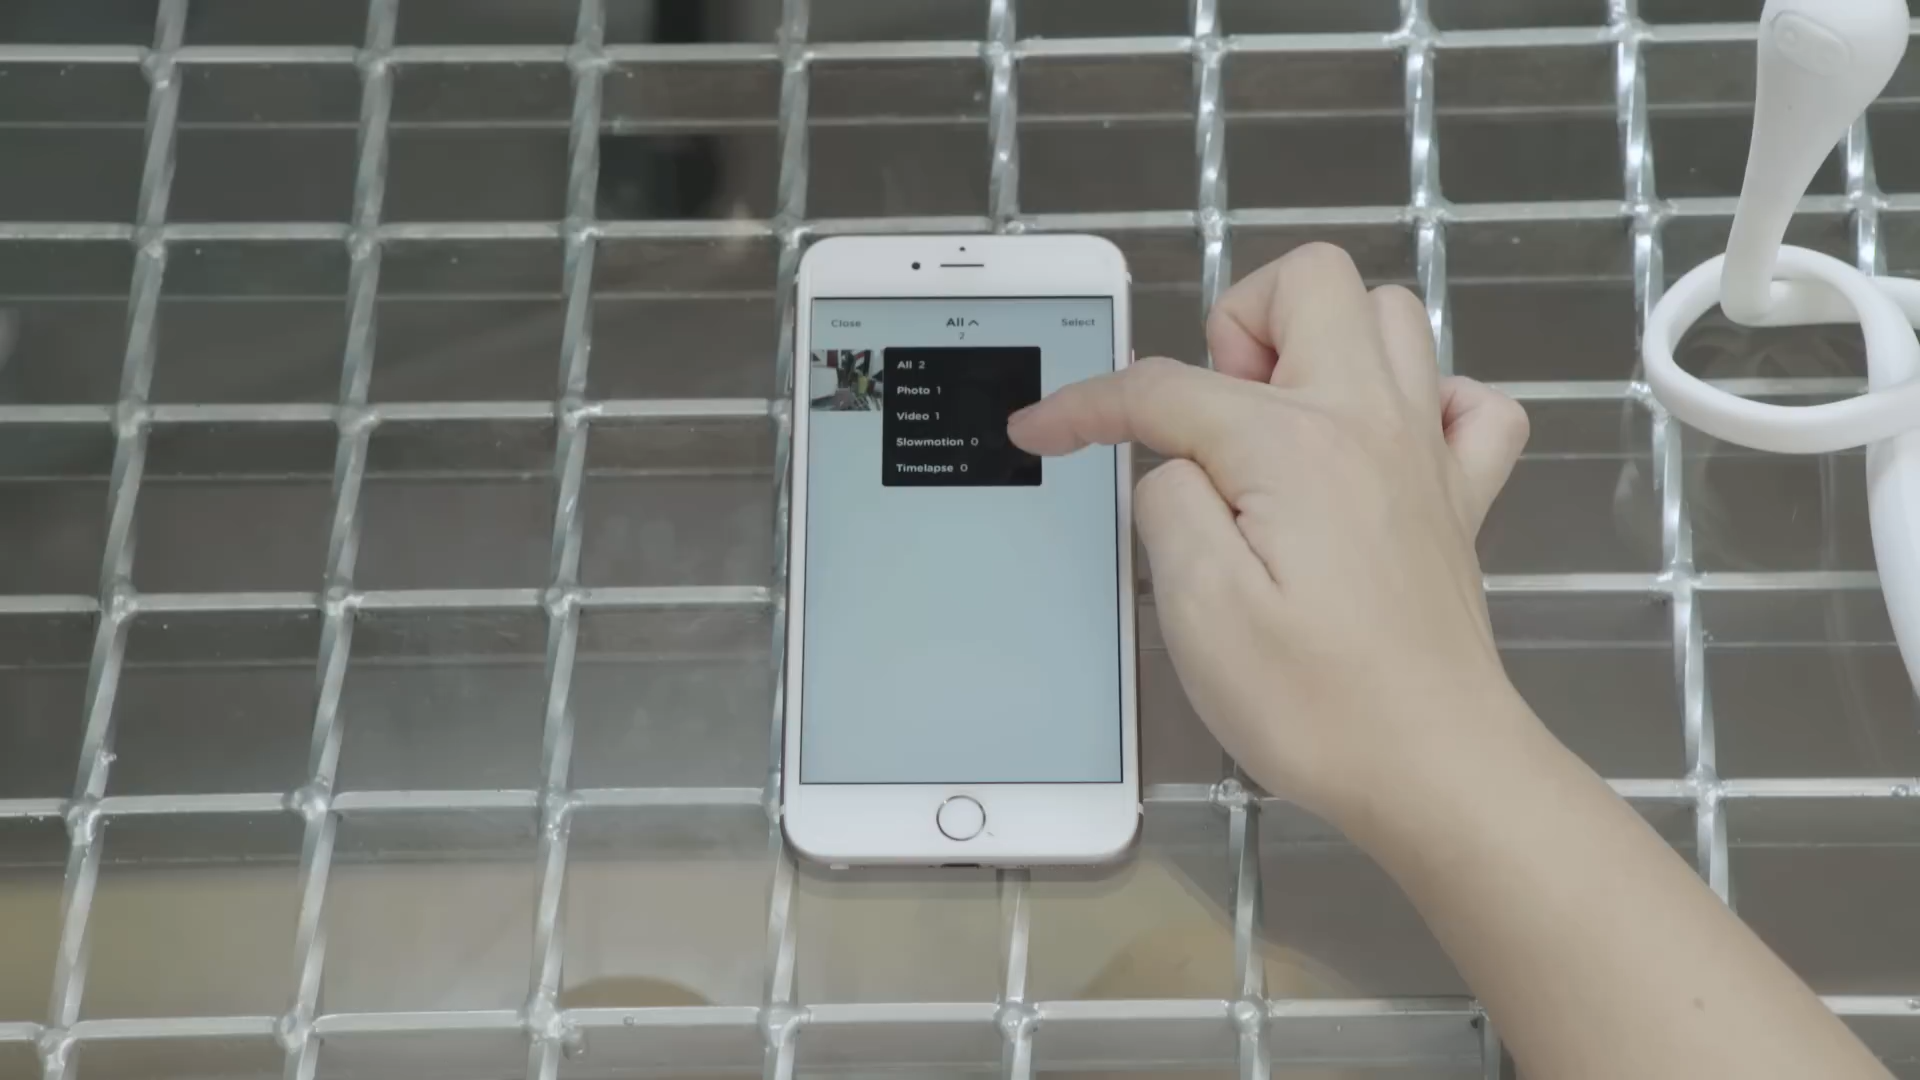 Close All Select
2
All 2
Photo 1
Video 1
Slowmotion 0
Timelapse 0